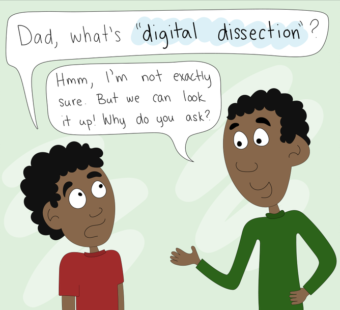 Dad, what's "digital dissection"?
Hmm, I'm not exactly
sure. But we can look
it up! Why do you ask?